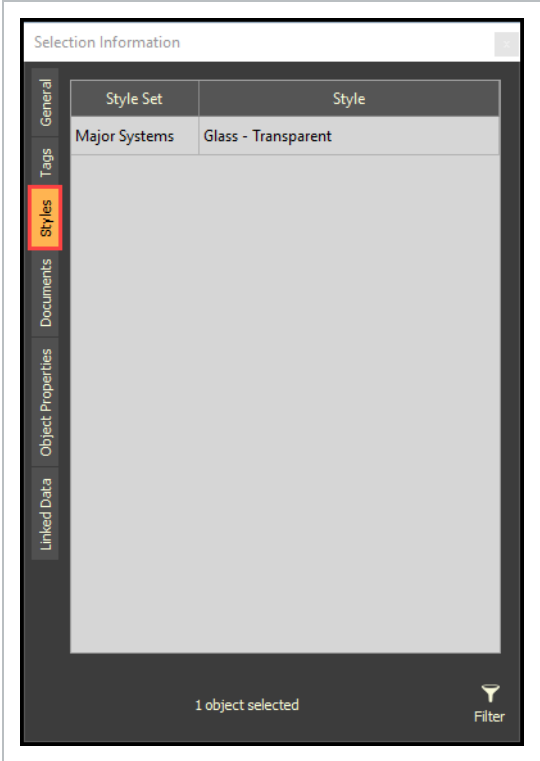 Selection Information
x
General
Tags
Styles
Documents
Object Properties
Linked Data
Style Set Style
Major Systems Glass - Transparent
1 object selected
Filter